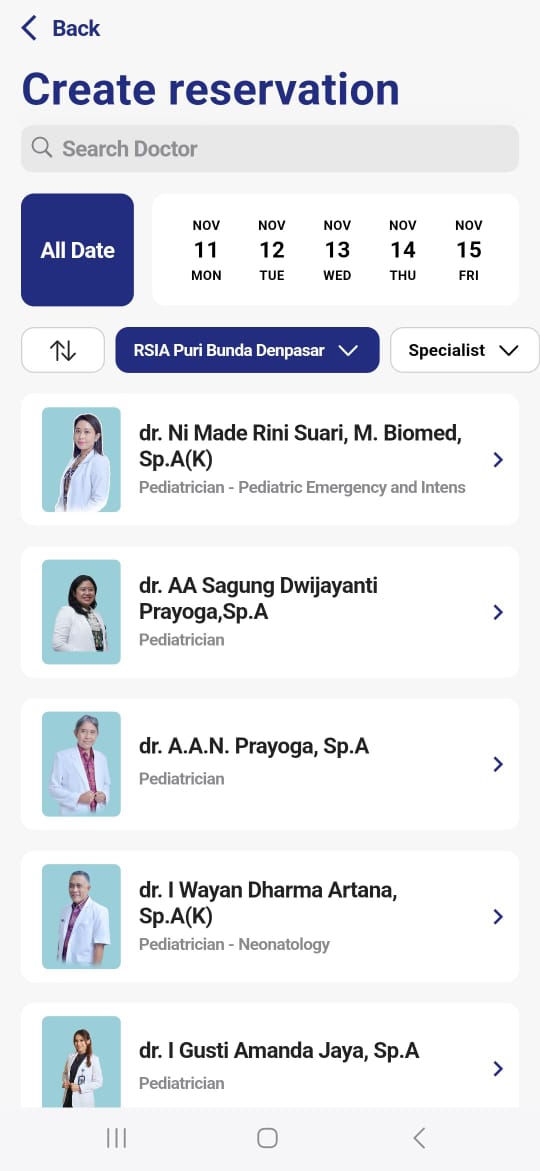 Back
Create reservation
Search Doctor
All Date
NOV NOV NOV NOV NOV
11 12 13 14 15
MON TUE WED THU FRI
RSIA Puri Bunda Denpasar
Specialist
dr. Ni Made Rini Suari, M. Biomed,
Sp.A(K)
Pediatrician - Pediatric Emergency and Intens
dr. AA Sagung Dwijayanti
Prayoga,Sp.A
Pediatrician
dr. A.A.N. Prayoga, Sp.A
Pediatrician
dr. I Wayan Dharma Artana,
Sp.A(K)
Pediatrician - Neonatology
dr. I Gusti Amanda Jaya, Sp.A
Pediatrician